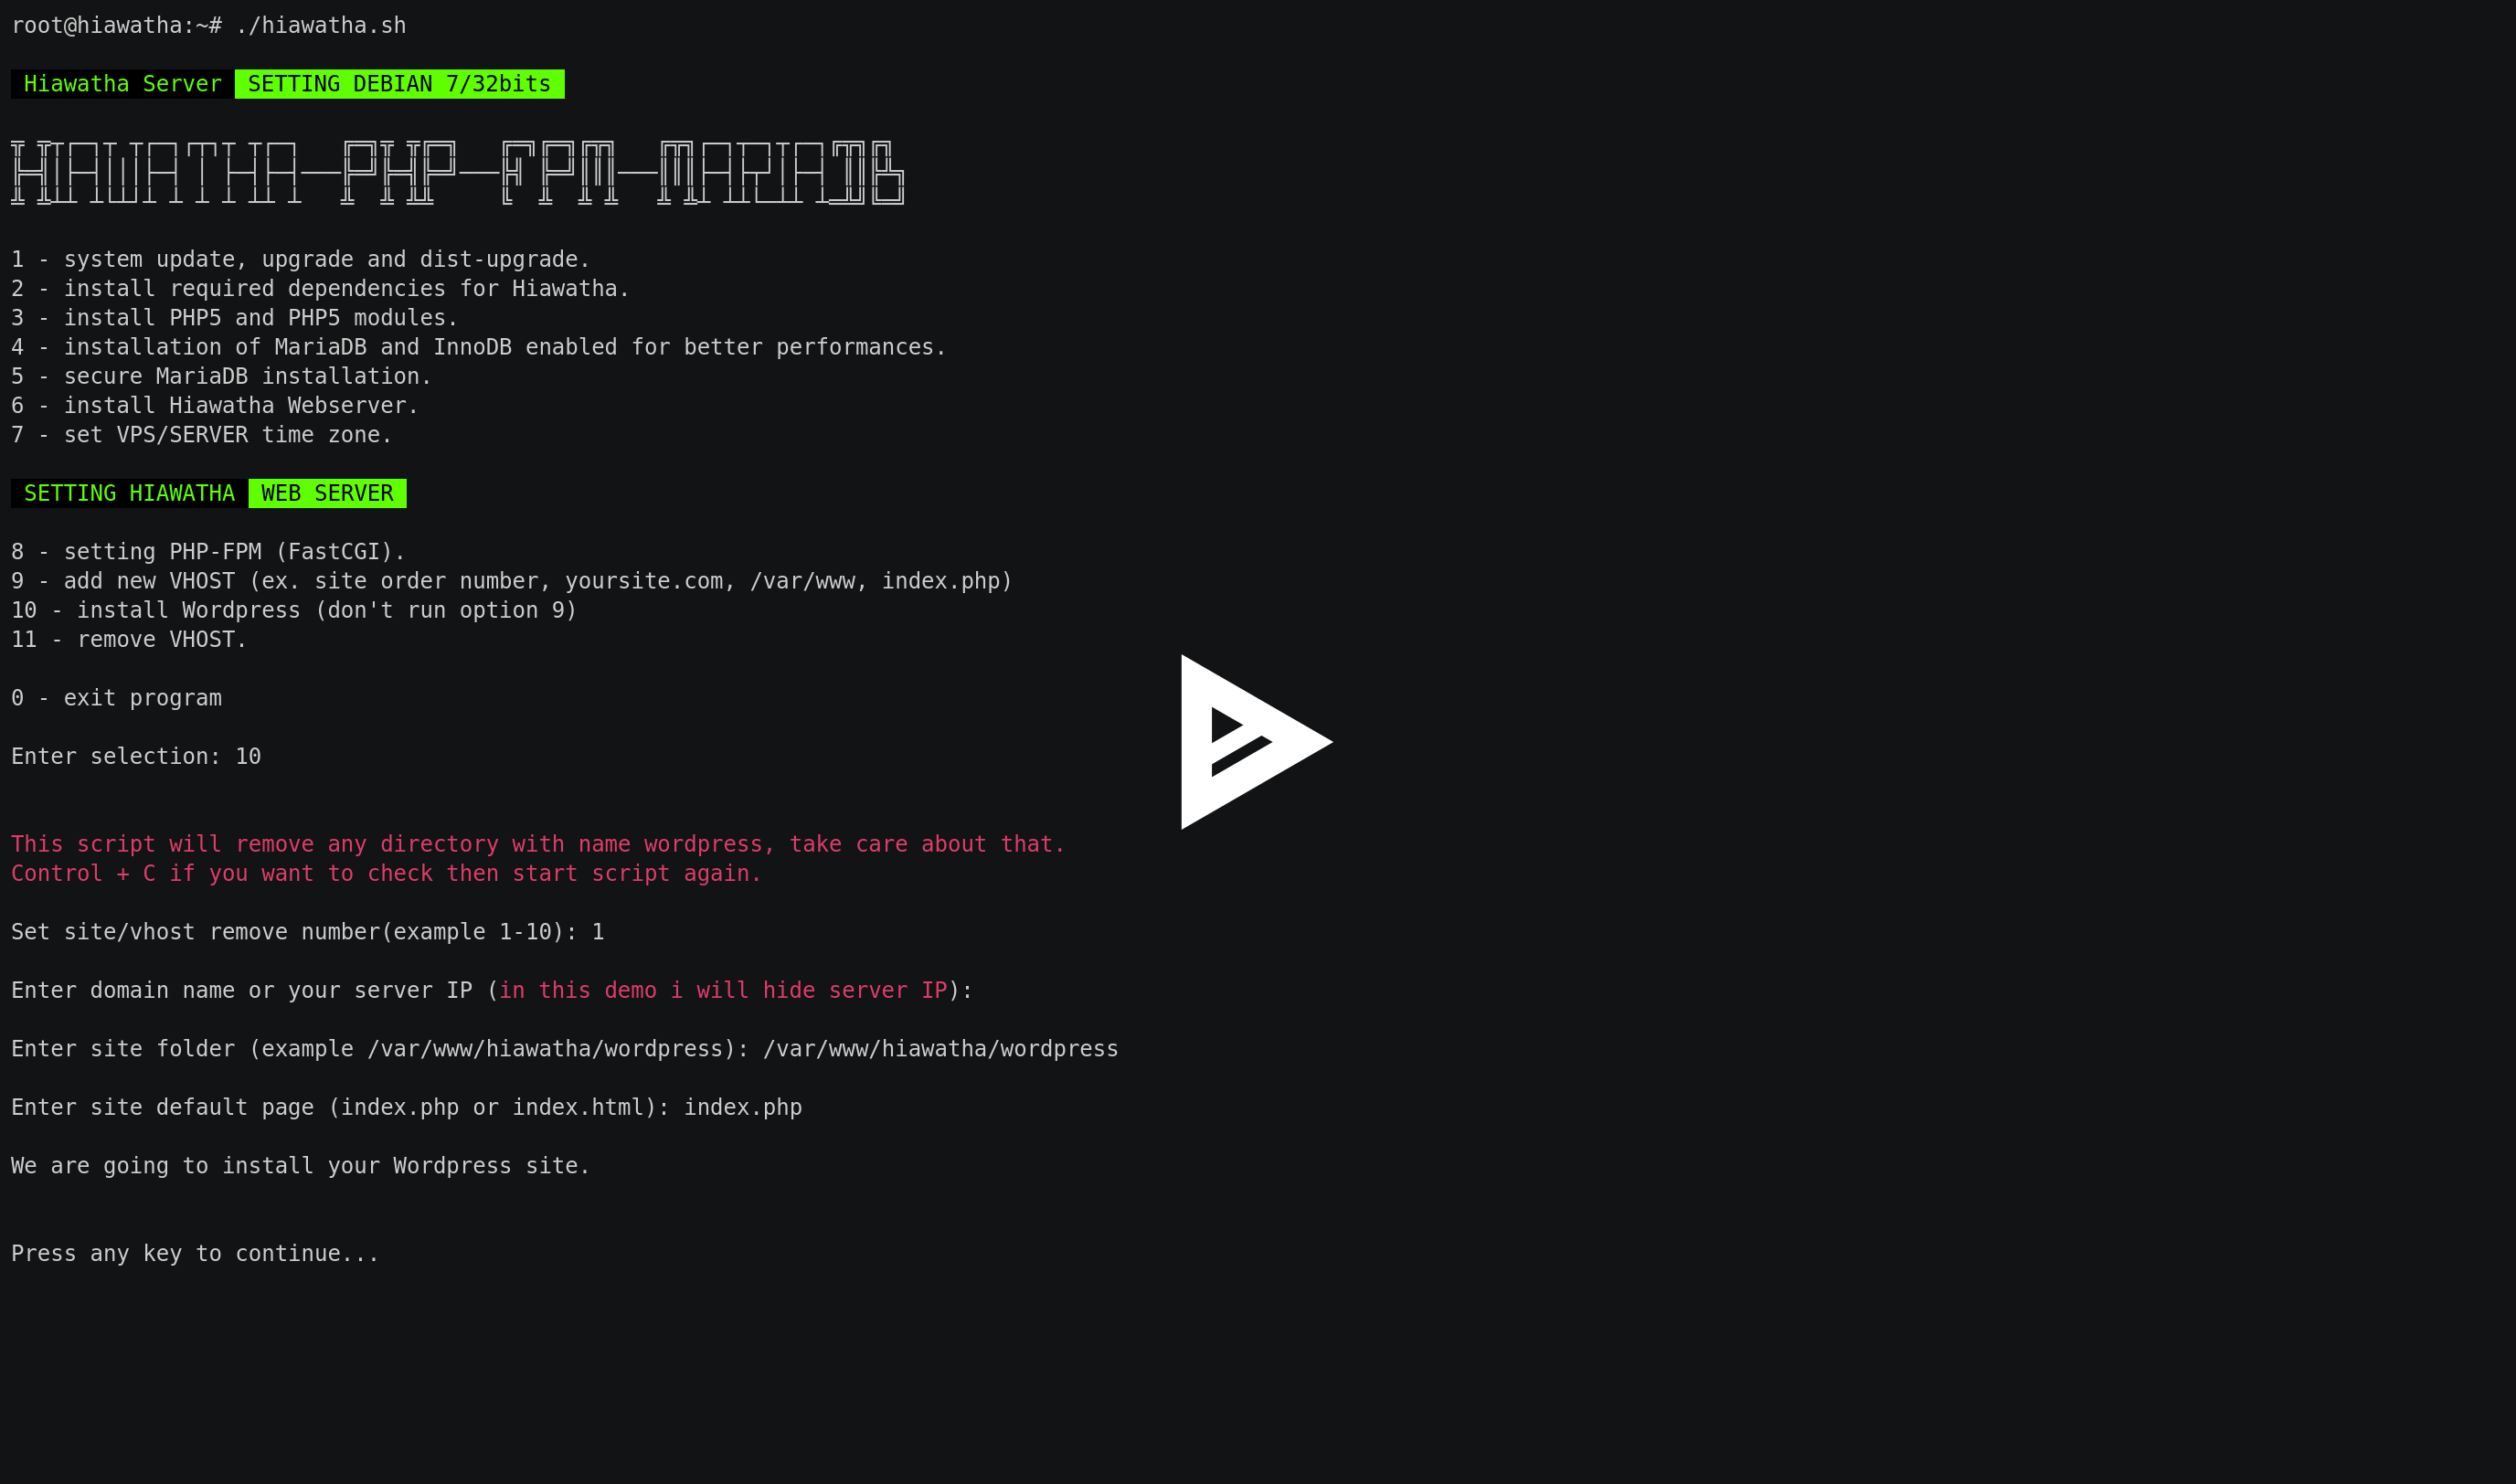 root@hiawatha:~# ./hiawatha.sh
Hiawatha Server SETTING DEBIAN 7/32bits
Hiawatha---PHP---FPM---MariaDB
1 - system update, upgrade and dist-upgrade.
2 - install required dependencies for Hiawatha.
3 - install PHP5 and PHP5 modules.
4 - installation of MariaDB and InnoDB enabled for better performances.
5 - secure MariaDB installation.
6 - install Hiawatha Webserver.
7 - set VPS/SERVER time zone.
SETTING HIAWATHA WEB SERVER
8 - setting PHP-FPM (FastCGI).
9 - add new VHOST (ex. site order number, yoursite.com, /var/www, index.php)
10 - install Wordpress (don't run option 9)
11 - remove VHOST.
0 - exit program
Enter selection: 10
This script will remove any directory with name wordpress, take care about that.
Control + C if you want to check then start script again.
Set site/vhost remove number(example 1-10): 1
Enter domain name or your server IP (in this demo i will hide server IP):
Enter site folder (example /var/www/hiawatha/wordpress): /var/www/hiawatha/wordpress
Enter site default page (index.php or index.html): index.php
We are going to install your Wordpress site.
Press any key to continue...